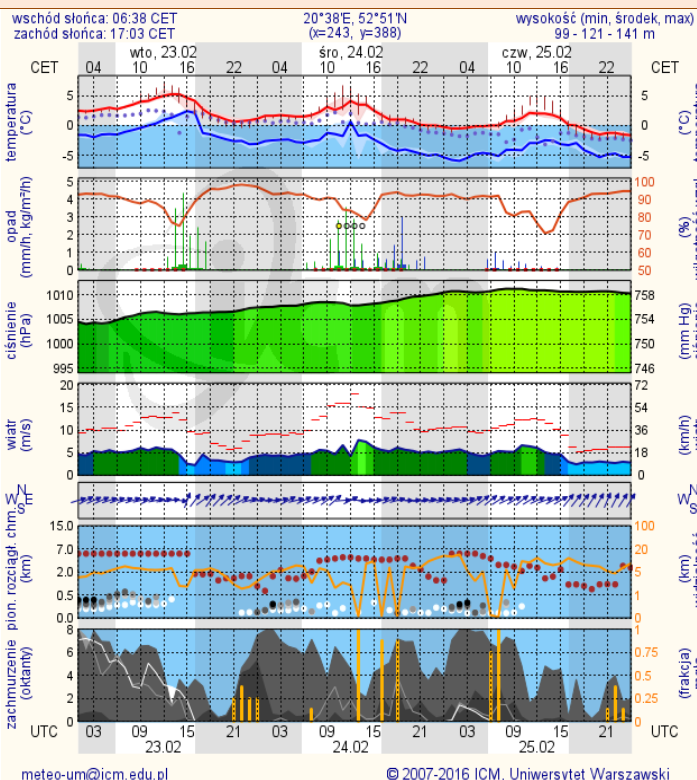 wschód słońca: 06:38 CET
zachód słońca: 17:03 CET
20°38'E, 52°51'N
(x=243, y=388)
wysokość (min, środek, max)
99 - 121 - 141 m
wto, 23.02
śro, 24.02
czw, 25.02
CET 04 10 16 22 04 10 16 22 04 10 16 22 CET
temperatura
(°C)
5
0
-5
5
0
-5
(°C)
opad
(mm/h, kg/m²/h)
5
4
3
2
1
0
100
90
80
70
60
50
(%)
ciśnienie
(hPa)
1010
1005
1000
995
758
754
750
746
(mm Hg)
wiatr
(m/s)
20
15
10
5
0
72
54
36
18
0
(km/h)
N
W E
S
N
W
S
pion. rozciągł. chm.
(km)
15.0
7.0
2.0
0.5
0.0
100
20
5
1
0
(km)
zachmurzenie
(oktanty)
8
6
4
2
0
1
0.75
0.5
0.25
0
(frakcja)
UTC 03 09 15 21 03 09 15 21 03 09 15 21 UTC
23.02
24.02
25.02
meteo-um@icm.edu.pl
© 2007-2016 ICM, Uniwersytet Warszawski